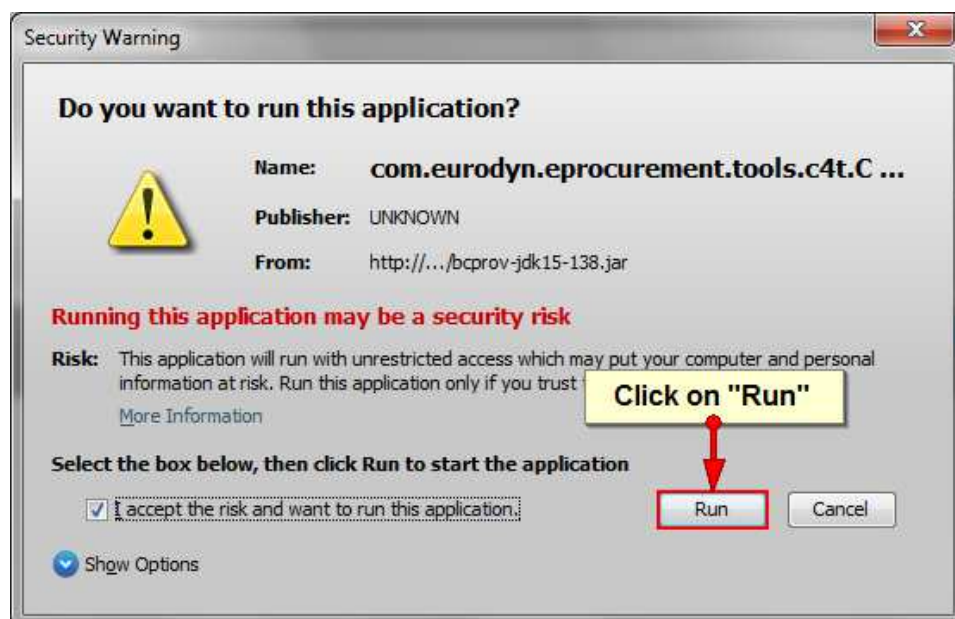 Security Warning
Do you want to run this application?
Name: com.eurodyn.eprocurement.tools.c4t.C ...
Publisher: UNKNOWN
From: http://.../bcprov-jdk15-138.jar
Running this application may be a security risk
Risk: This application will run with unrestricted access which may put your computer and personal
information at risk. Run this application only if you trust
Click on "Run"
More Information
Select the box below, then click Run to start the application
I accept the risk and want to run this application.
Run Cancel
Show Options